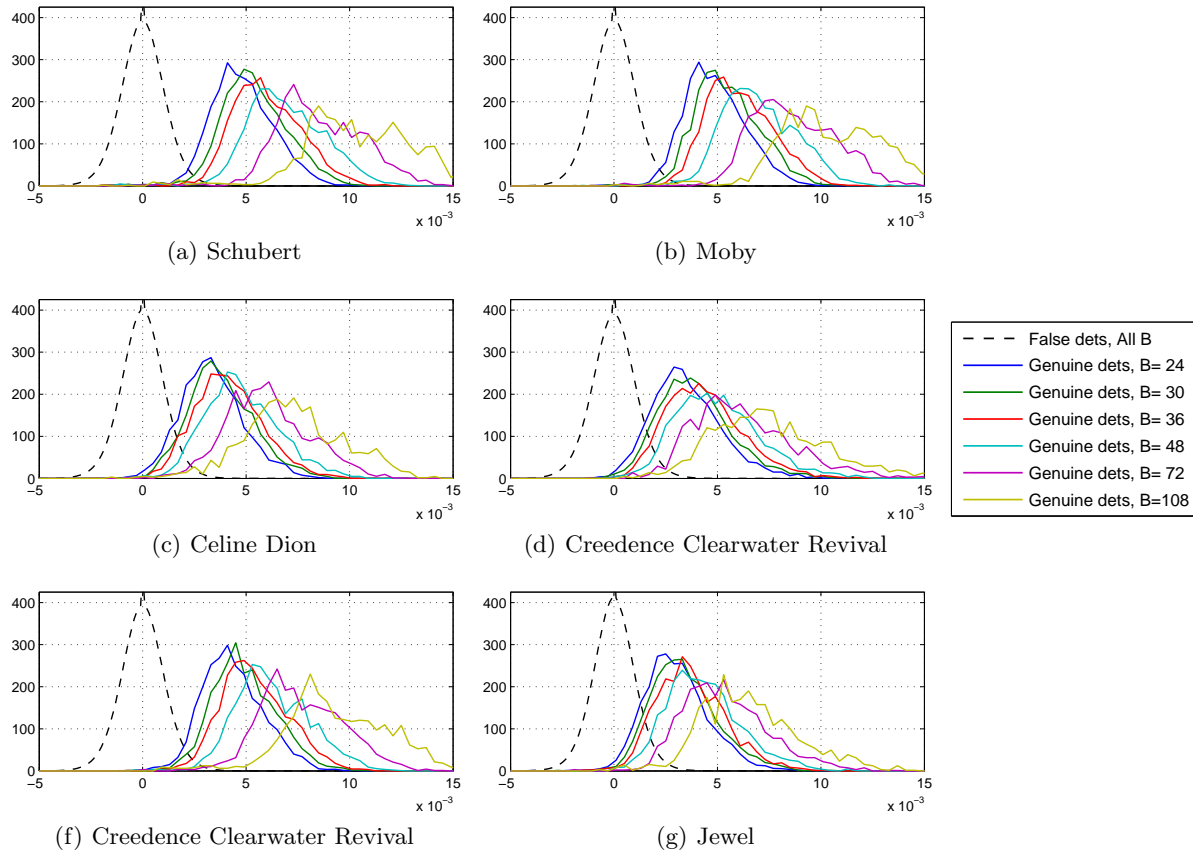 400
300
200
100
0
−5 0 5 10 15
x 10−3
(a) Schubert
400
300
200
100
0
−5 0 5 10 15
x 10−3
(b) Moby
400
300
200
100
0
−5 0 5 10 15
x 10−3
(c) Celine Dion
400
300
200
100
0
−5 0 5 10 15
x 10−3
(d) Creedence Clearwater Revival
False dets, All B
Genuine dets, B= 24
Genuine dets, B= 30
Genuine dets, B= 36
Genuine dets, B= 48
Genuine dets, B= 72
Genuine dets, B=108
400
300
200
100
0
−5 0 5 10 15
x 10−3
(f) Creedence Clearwater Revival
400
300
200
100
0
−5 0 5 10 15
x 10−3
(g) Jewel